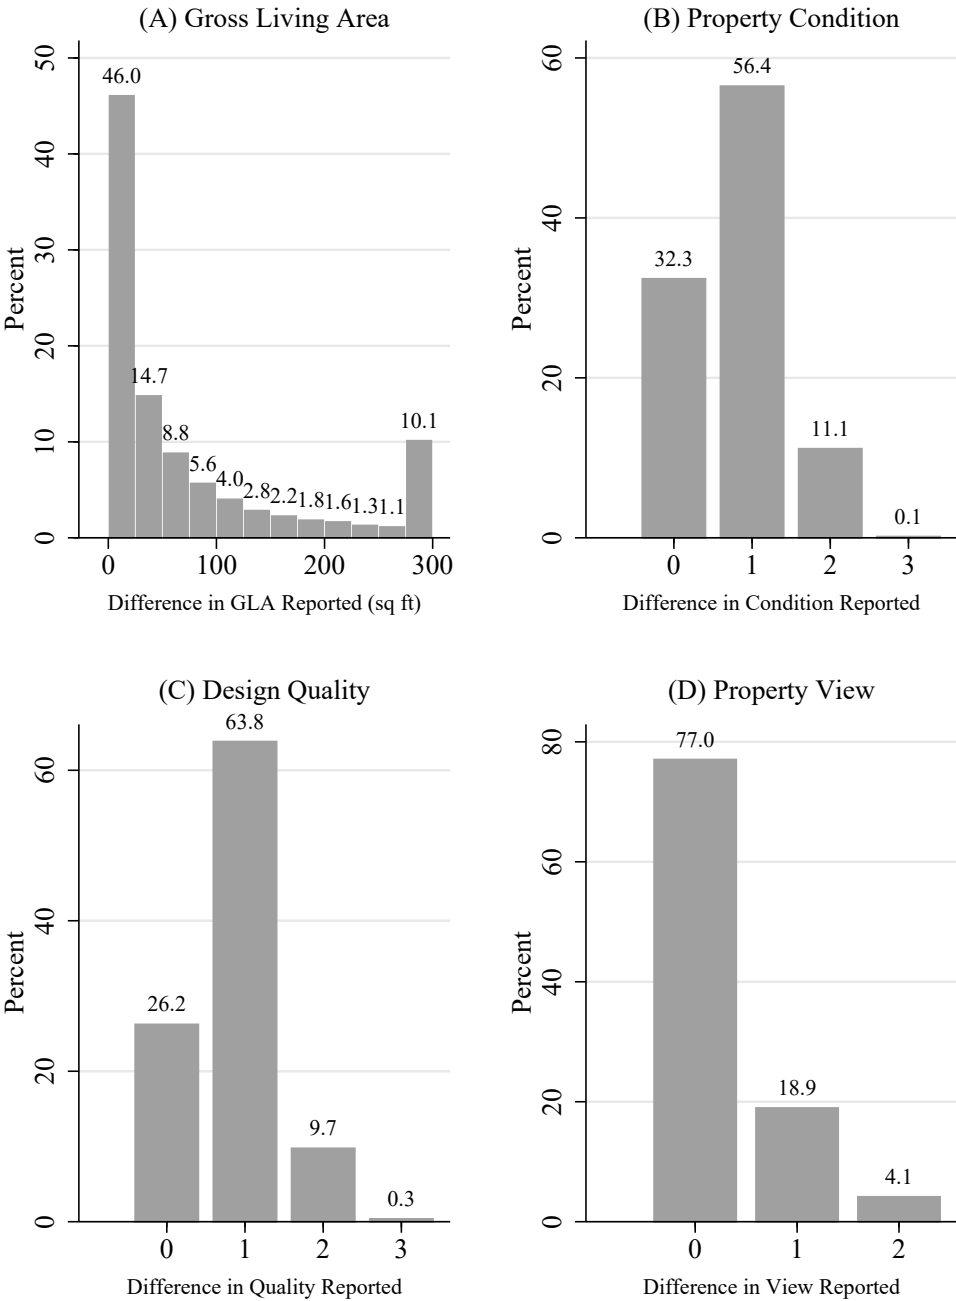 (A) Gross Living Area
Percent
50
40
30
20
10
0
46.0
14.7
8.8
5.6
4.0
2.8
2.2
1.8
1.6
1.3
1.1
10.1
0 100 200 300
Difference in GLA Reported (sq ft)
(B) Property Condition
Percent
60
40
20
0
32.3
56.4
11.1
0.1
0 1 2 3
Difference in Condition Reported
(C) Design Quality
Percent
60
40
20
0
26.2
63.8
9.7
0.3
0 1 2 3
Difference in Quality Reported
(D) Property View
Percent
80
60
40
20
0
77.0
18.9
4.1
0 1 2
Difference in View Reported